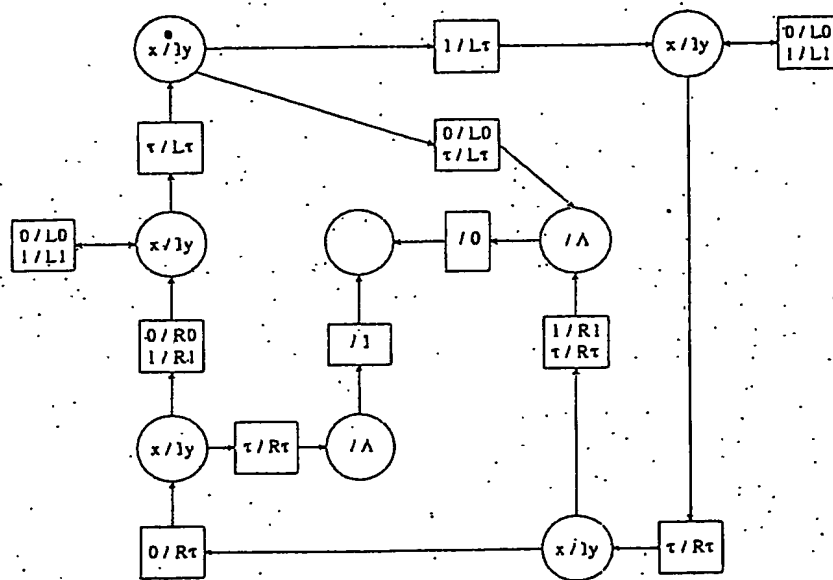 x / 1y
1 / Lτ
x / 1y
0 / L0
1 / L1
0 / L0
τ / Lτ
τ / Lτ
0 / L0
1 / L1
x / 1y
/ 0
/ Λ
0 / R0
1 / R1
/ 1
1 / R1
τ / Rτ
x / 1y
τ / Rτ
/ Λ
0 / Rτ
x / 1y
τ / Rτ